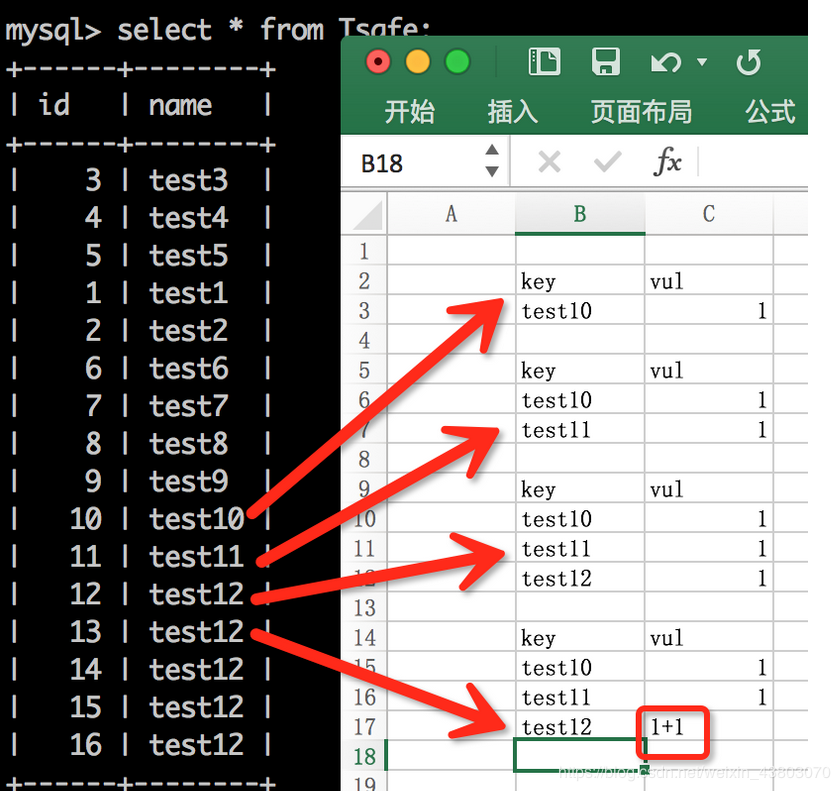 mysql> select * from Tsafe;
+------+--------+
| id | name |
+------+--------+
| 3 | test3 |
| 4 | test4 |
| 5 | test5 |
| 1 | test1 |
| 2 | test2 |
| 6 | test6 |
| 7 | test7 |
| 8 | test8 |
| 9 | test9 |
| 10 | test10 |
| 11 | test11 |
| 12 | test12 |
| 13 | test12 |
| 14 | test12 |
| 15 | test12 |
| 16 | test12 |
+------+--------+
开始 插入 页面布局 公式
B18 fx
A B C
1
2 key vul
3 test10 1
4
5 key vul
6 test10 1
7 test11 1
8
9 key vul
10 test10 1
11 test11 1
12 test12 1
13
14 key vul
15 test10 1
16 test11 1
17 test12 1+1
18
19
https://blog.csdn.net/weixin_43803070